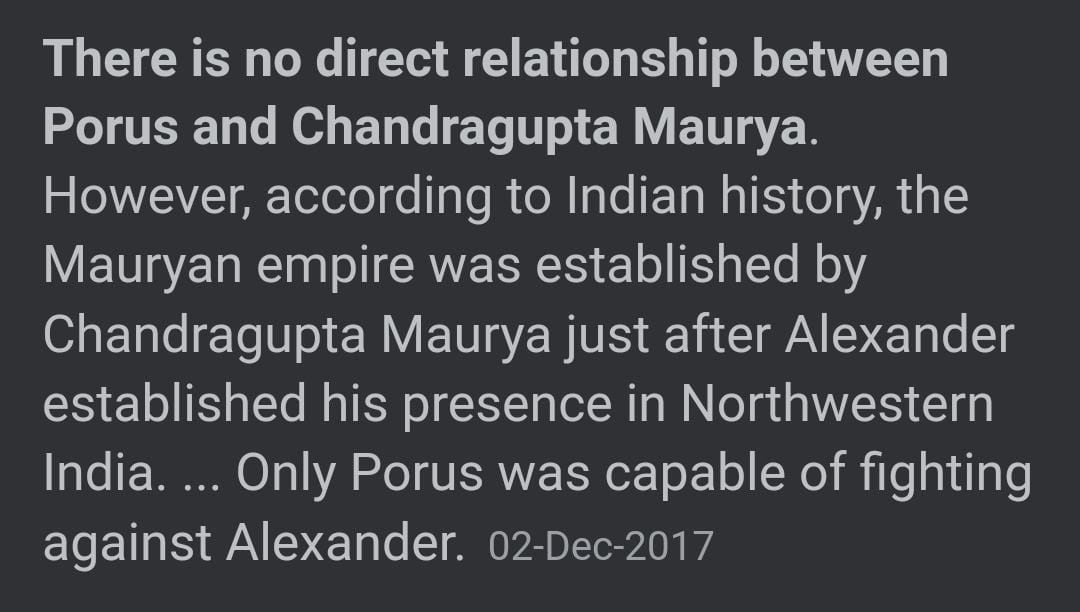 There is no direct relationship between
Porus and Chandragupta Maurya.
However, according to Indian history, the
Mauryan empire was established by
Chandragupta Maurya just after Alexander
established his presence in Northwestern
India. ... Only Porus was capable of fighting
against Alexander. 02-Dec-2017